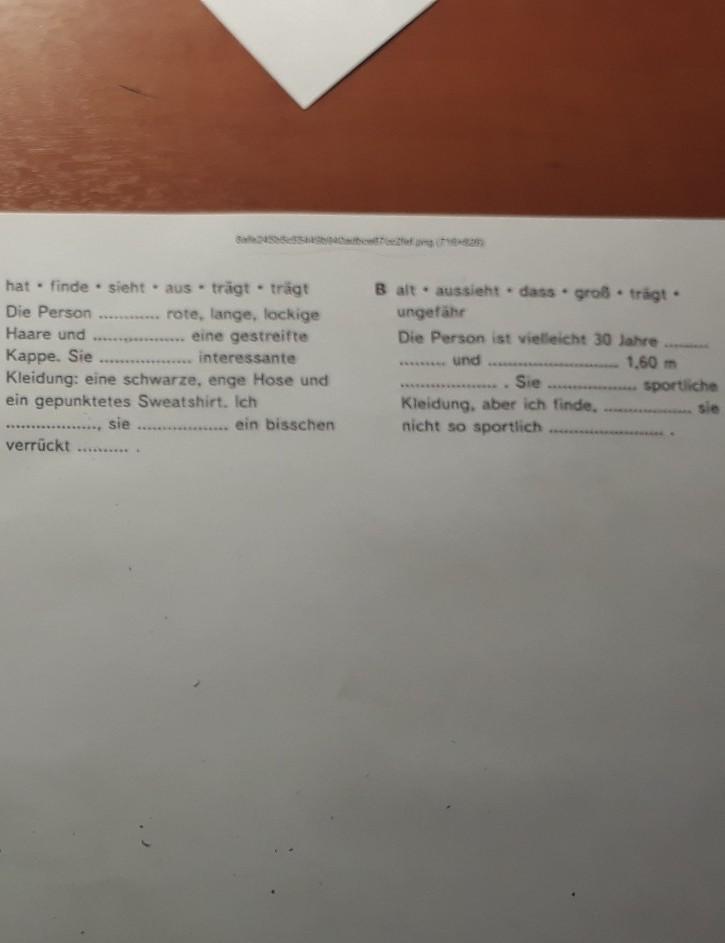 hat • finde • sieht • aus • trägt • trägt
Die Person ............ rote, lange, lockige
Haare und .................. eine gestreifte
Kappe. Sie .................. interessante
Kleidung: eine schwarze, enge Hose und
ein gepunktetes Sweatshirt. Ich
.................., sie .................. ein bisschen
verrückt .......... .
B alt • aussieht • dass • groß • trägt •
ungefähr
Die Person ist vielleicht 30 Jahre .........
......... und .......................... 1,60 m
.................... . Sie .................. sportliche
Kleidung, aber ich finde, .................. sie
nicht so sportlich ....................... .